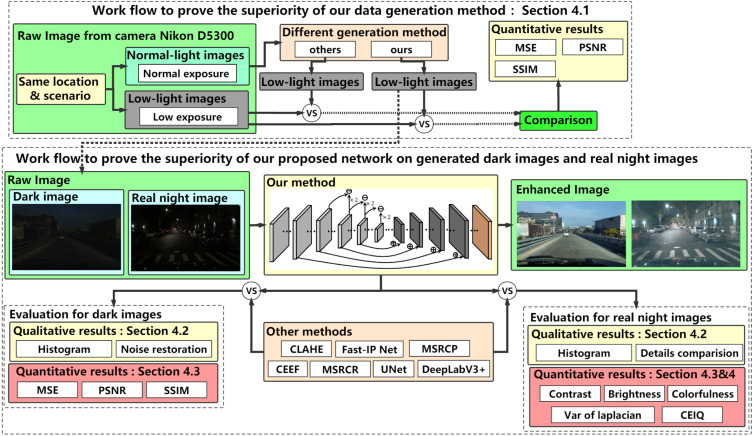 Work flow to prove the superiority of our data generation method : Section 4.1
Raw Image from camera Nikon D5300
Same location
& scenario
Normal-light images
Normal exposure
Low-light images
Low exposure
Different generation method
others
ours
Low-light images
Low-light images
VS
VS
Quantitative results
MSE
PSNR
SSIM
Comparison
Work flow to prove the superiority of our proposed network on generated dark images and real night images
Raw Image
Dark image
Real night image
Our method
× 2
× 2
× 2
Enhanced Image
VS
VS
Evaluation for dark images
Qualitative results : Section 4.2
Histogram
Noise restoration
Quantitative results : Section 4.3
MSE
PSNR
SSIM
Other methods
CLAHE
Fast-IP Net
MSRCP
CEEF
MSRCR
UNet
DeepLabV3+
Evaluation for real night images
Qualitative results : Section 4.2
Histogram
Details comparision
Quantitative results : Section 4.3&4
Contrast
Brightness
Colorfulness
Var of laplacian
CEIQ